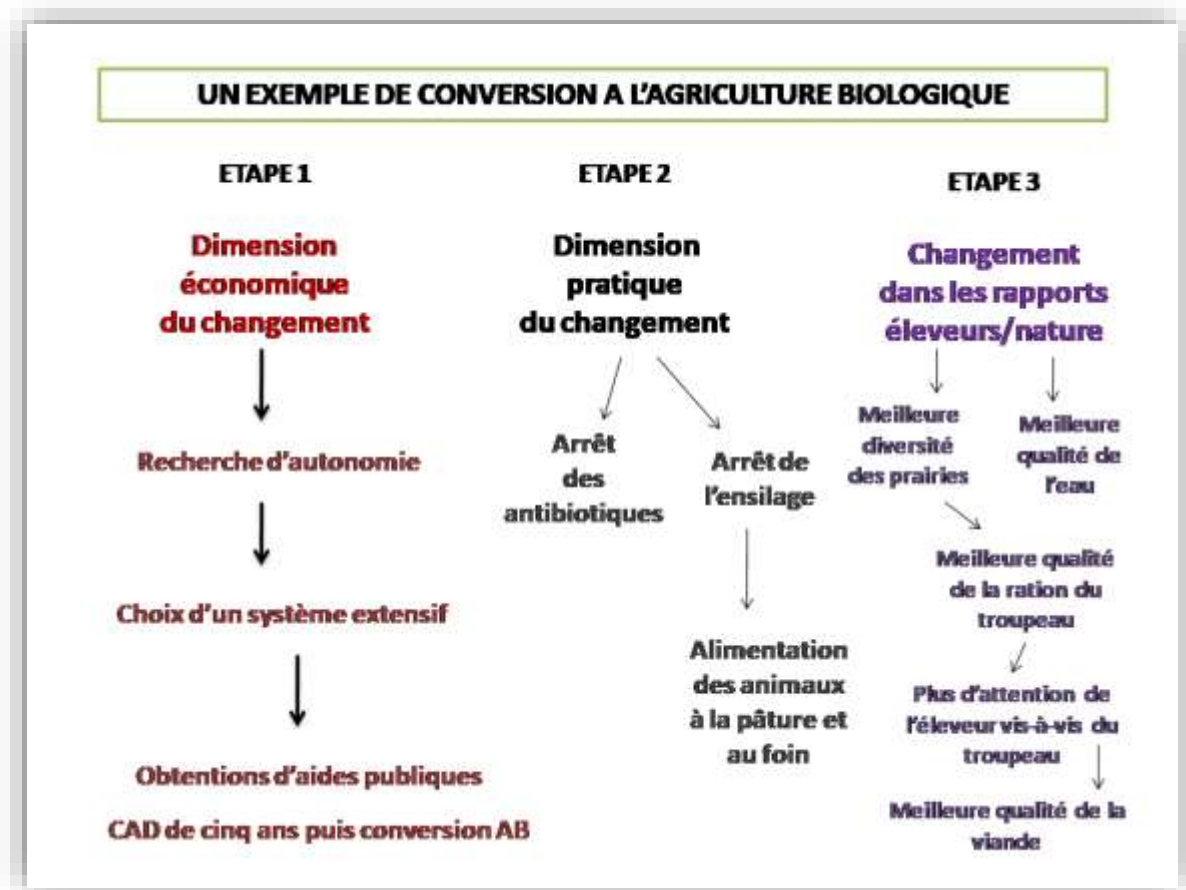 UN EXEMPLE DE CONVERSION A L'AGRICULTURE BIOLOGIQUE
ETAPE 1
Dimension
économique
du changement
Recherche d'autonomie
Choix d'un système extensif
Obtentions d'aides publiques
CAD de cinq ans puis conversion AB
ETAPE 2
Dimension
pratique
du changement
Arrêt
des
antibiotiques
Arrêt de
l'ensilage
Alimentation
des animaux
à la pâture et
au foin
ETAPE 3
Changement
dans les rapports
éleveurs/nature
Meilleure
diversité
des prairies
Meilleure
qualité de
l'eau
Meilleure qualité
de la ration du
troupeau
Plus d'attention de
l'éleveur vis-à-vis du
troupeau
Meilleure qualité de la
viande